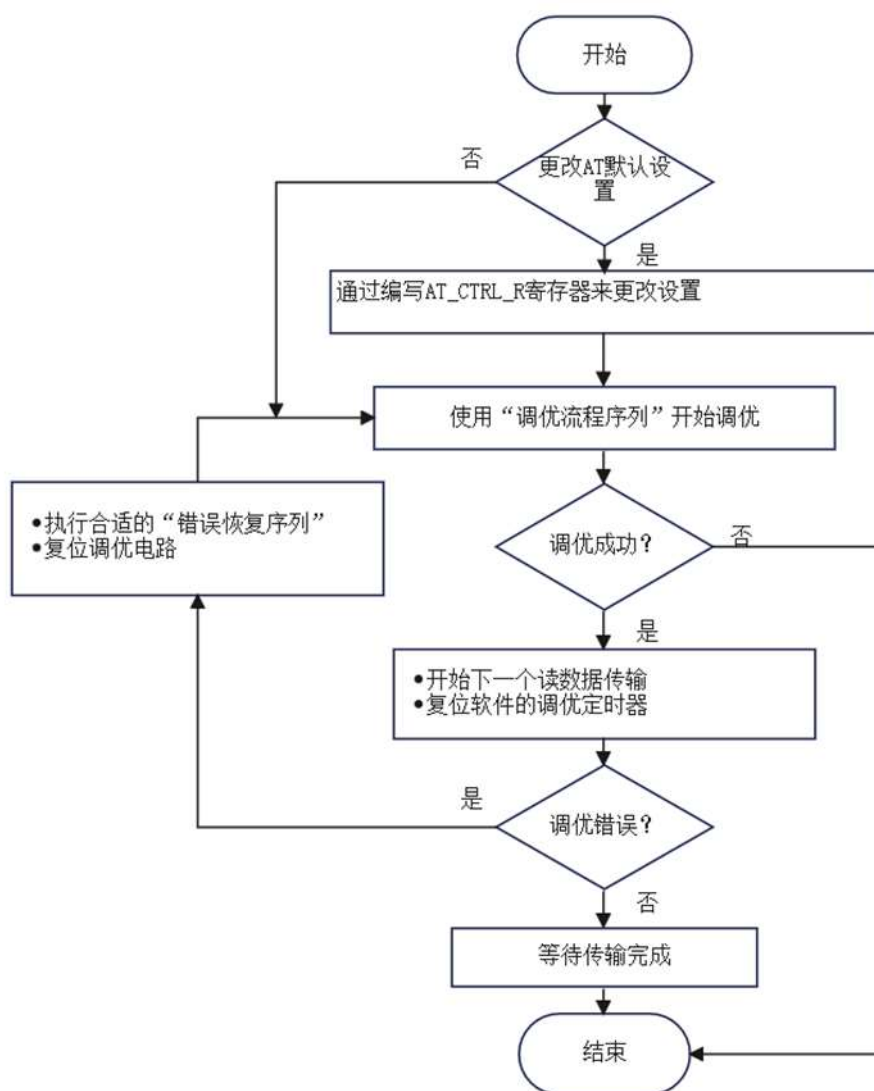 开始
否
更改AT默认设
置
是
通过编写AT_CTRL_R寄存器来更改设置
使用“调优流程序列”开始调优
•执行合适的“错误恢复序列”
•复位调优电路
调优成功？
否
是
•开始下一个读数据传输
•复位软件的调优定时器
是
调优错误？
否
等待传输完成
结束